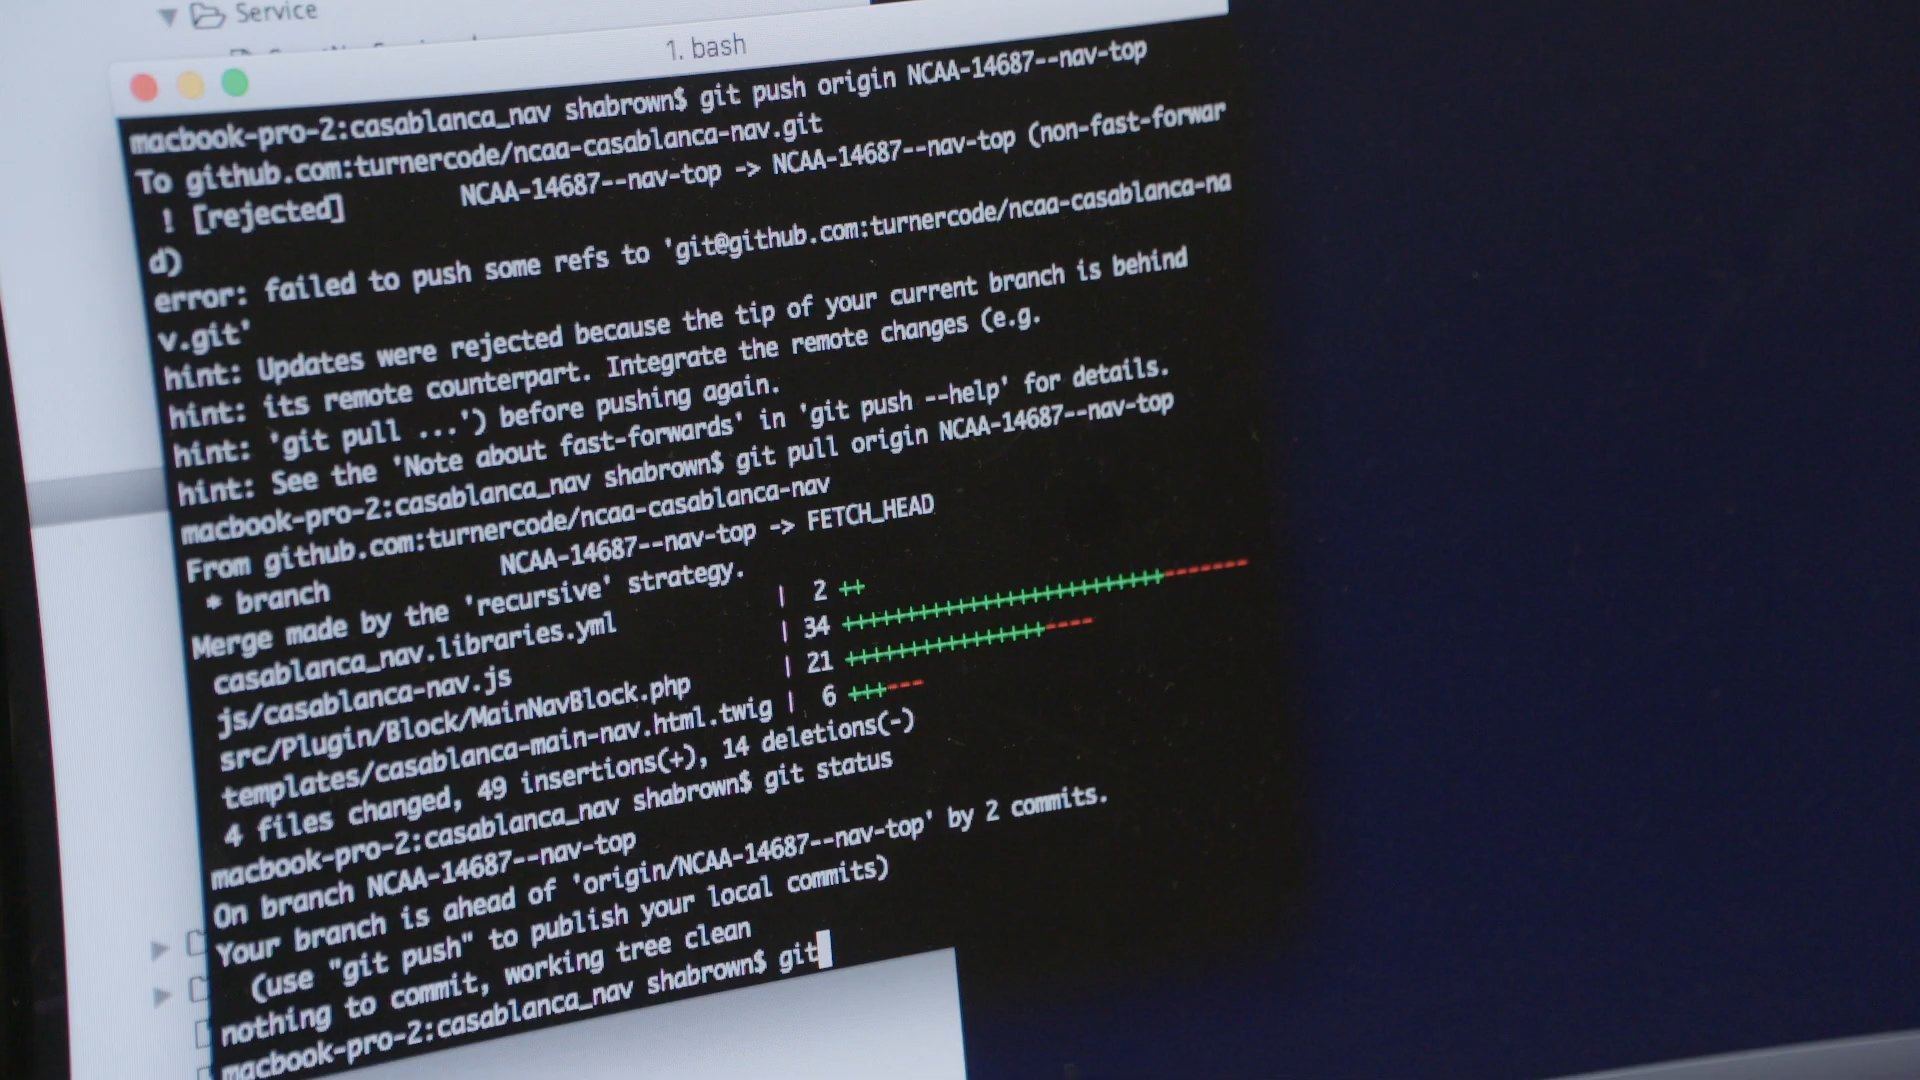 Service
1. bash
macbook-pro-2:casablanca_nav shabrown$ git push origin NCAA-14687--nav-top
To github.com:turnercode/ncaa-casablanca-nav.git
! [rejected] NCAA-14687--nav-top -> NCAA-14687--nav-top (non-fast-forwar
d)
error: failed to push some refs to 'git@github.com:turnercode/ncaa-casablanca-na
v.git'
hint: Updates were rejected because the tip of your current branch is behind
hint: its remote counterpart. Integrate the remote changes (e.g.
hint: 'git pull ...') before pushing again.
hint: See the 'Note about fast-forwards' in 'git push --help' for details.
macbook-pro-2:casablanca_nav shabrown$ git pull origin NCAA-14687--nav-top
From github.com:turnercode/ncaa-casablanca-nav
* branch NCAA-14687--nav-top -> FETCH_HEAD
Merge made by the 'recursive' strategy.
casablanca_nav.libraries.yml | 2 ++
js/casablanca-nav.js | 34 +++++++++++++++++++++++++++-------
src/Plugin/Block/MainNavBlock.php | 21 +++++++++++++++++----
templates/casablanca-main-nav.html.twig | 6 +++---
4 files changed, 49 insertions(+), 14 deletions(-)
macbook-pro-2:casablanca_nav shabrown$ git status
On branch NCAA-14687--nav-top
Your branch is ahead of 'origin/NCAA-14687--nav-top' by 2 commits.
(use "git push" to publish your local commits)
nothing to commit, working tree clean
macbook-pro-2:casablanca_nav shabrown$ git